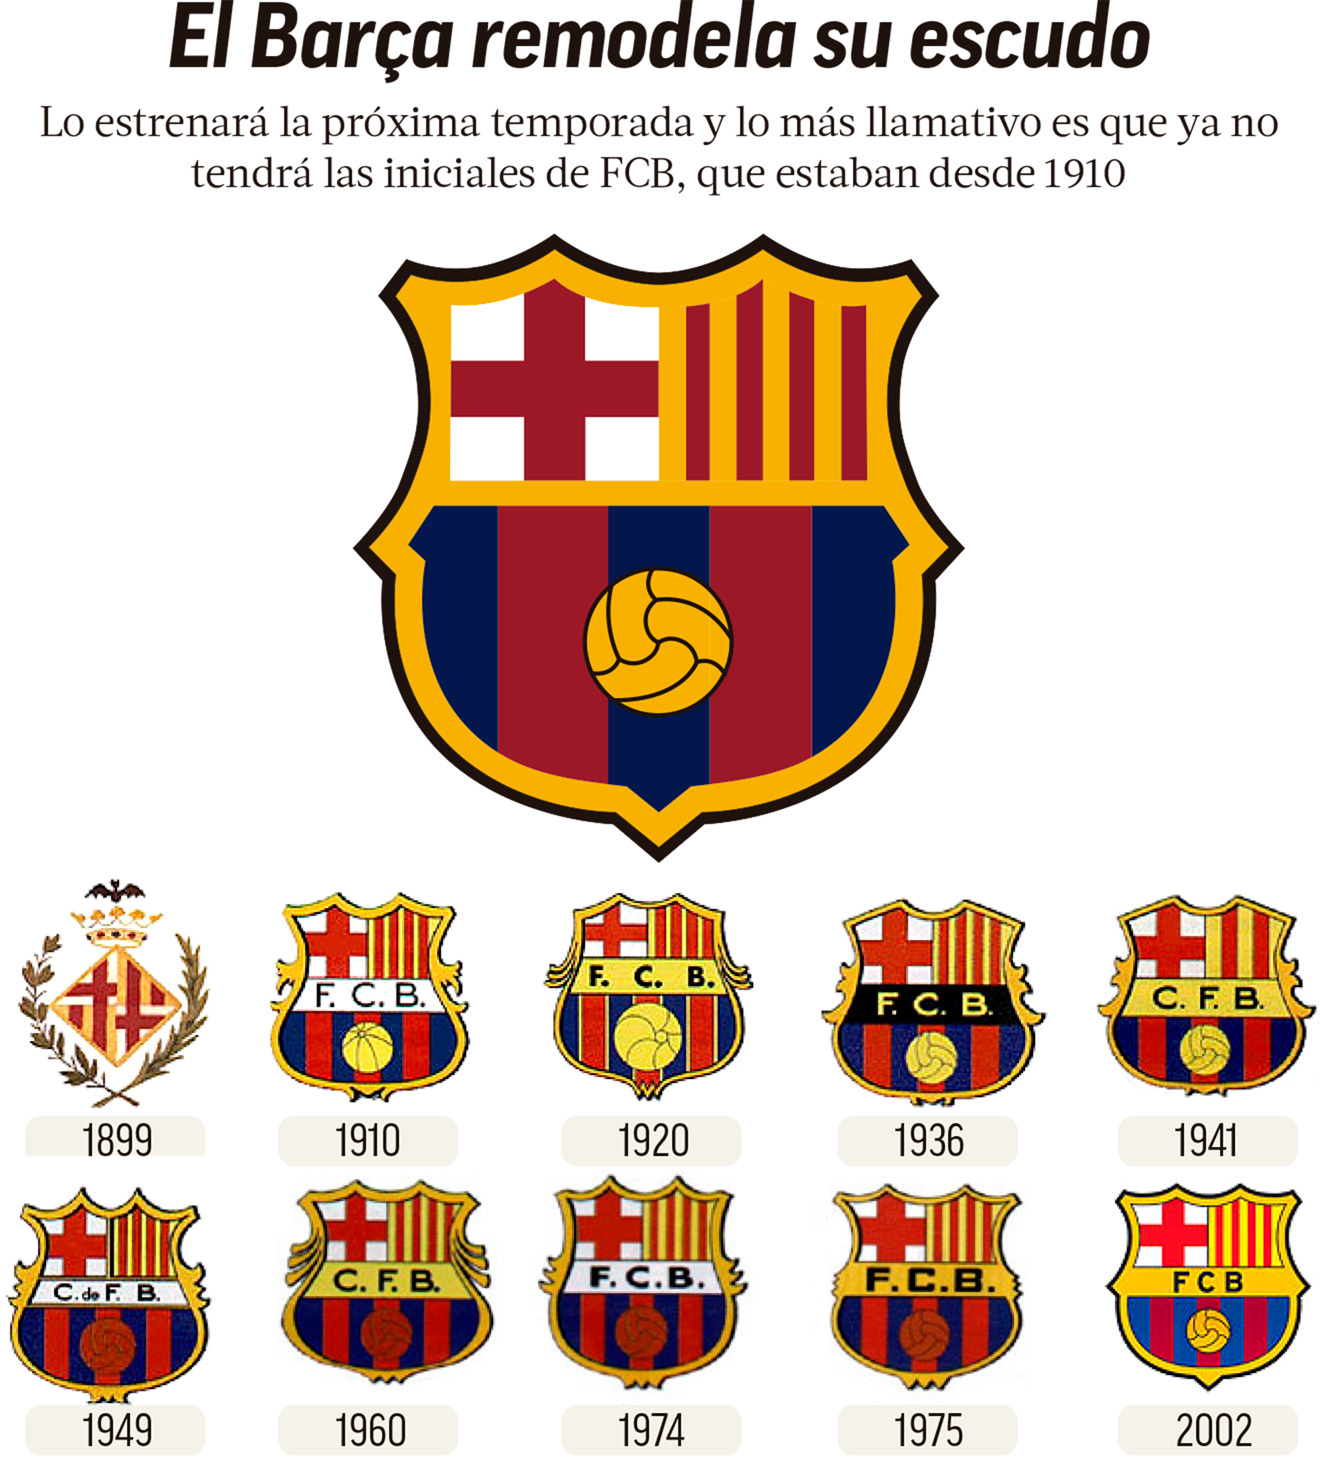 El Barça remodela su escudo
Lo estrenará la próxima temporada y lo más llamativo es que ya no
tendrá las iniciales de FCB, que estaban desde 1910
F. C. B.
F. C. B.
F. C. B.
C. F. B.
1899
1910
1920
1936
1941
C. de F. B.
C. F. B.
F. C. B.
F. C. B.
FCB
1949
1960
1974
1975
2002